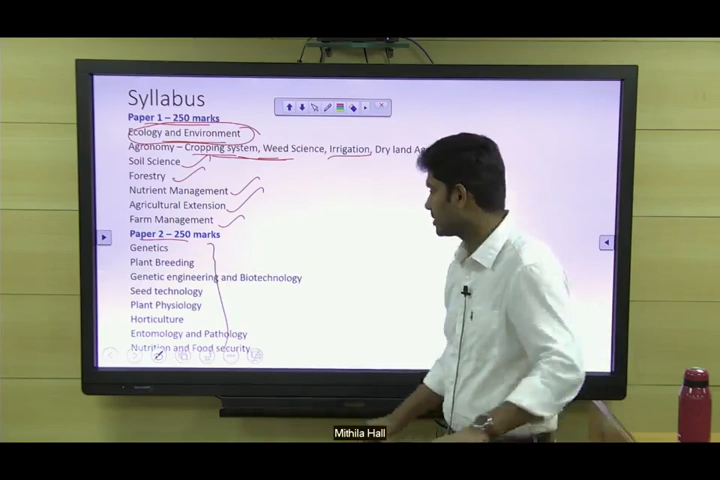 Syllabus
Paper 1 – 250 marks
Ecology and Environment
Agronomy – Cropping system, Weed Science, Irrigation, Dry land
Soil Science
Forestry
Nutrient Management
Agricultural Extension
Farm Management
Paper 2 – 250 marks
Genetics
Plant Breeding
Genetic engineering and Biotechnology
Seed technology
Plant Physiology
Horticulture
Entomology and Pathology
Nutrition and Food security
Mithila Hall